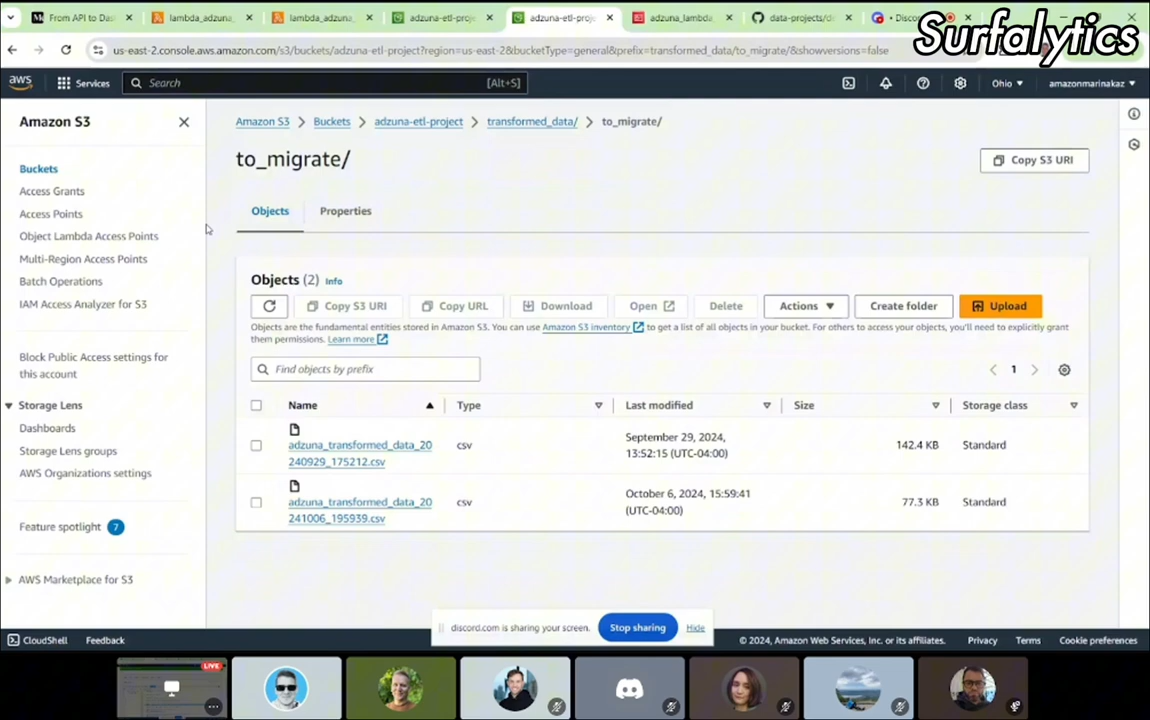 From API to Das
lambda_adzuna_
lambda_adzuna_
adzuna-etl-proje
adzuna-etl-proje
adzuna_lambda_
data-projects/de
• Disco
Surfalytics
us-east-2.console.aws.amazon.com/s3/buckets/adzuna-etl-project?region=us-east-2&bucketType=general&prefix=transformed_data/to_migrate/&showversions=false
aws
Services
Search
[Alt+S]
Ohio
amazonmarinakaz
Amazon S3
Buckets
Access Grants
Access Points
Object Lambda Access Points
Multi-Region Access Points
Batch Operations
IAM Access Analyzer for S3
Block Public Access settings for
this account
Storage Lens
Dashboards
Storage Lens groups
AWS Organizations settings
Feature spotlight 7
AWS Marketplace for S3
Amazon S3 > Buckets > adzuna-etl-project > transformed_data/ > to_migrate/
to_migrate/
Copy S3 URI
Objects
Properties
Objects (2) Info
Copy S3 URI
Copy URL
Download
Open
Delete
Actions
Create folder
Upload
Objects are the fundamental entities stored in Amazon S3. You can use Amazon S3 inventory to get a list of all objects in your bucket. For others to access your objects, you'll need to explicitly grant
them permissions. Learn more
Find objects by prefix
1
Name
Type
Last modified
Size
Storage class
adzuna_transformed_data_20
240929_175212.csv
csv
September 29, 2024,
13:52:15 (UTC-04:00)
142.4 KB
Standard
adzuna_transformed_data_20
241006_195939.csv
csv
October 6, 2024, 15:59:41
(UTC-04:00)
77.3 KB
Standard
discord.com is sharing your screen.
Stop sharing
Hide
CloudShell
Feedback
© 2024, Amazon Web Services, Inc. or its affiliates.
Privacy
Terms
Cookie preferences
LIVE